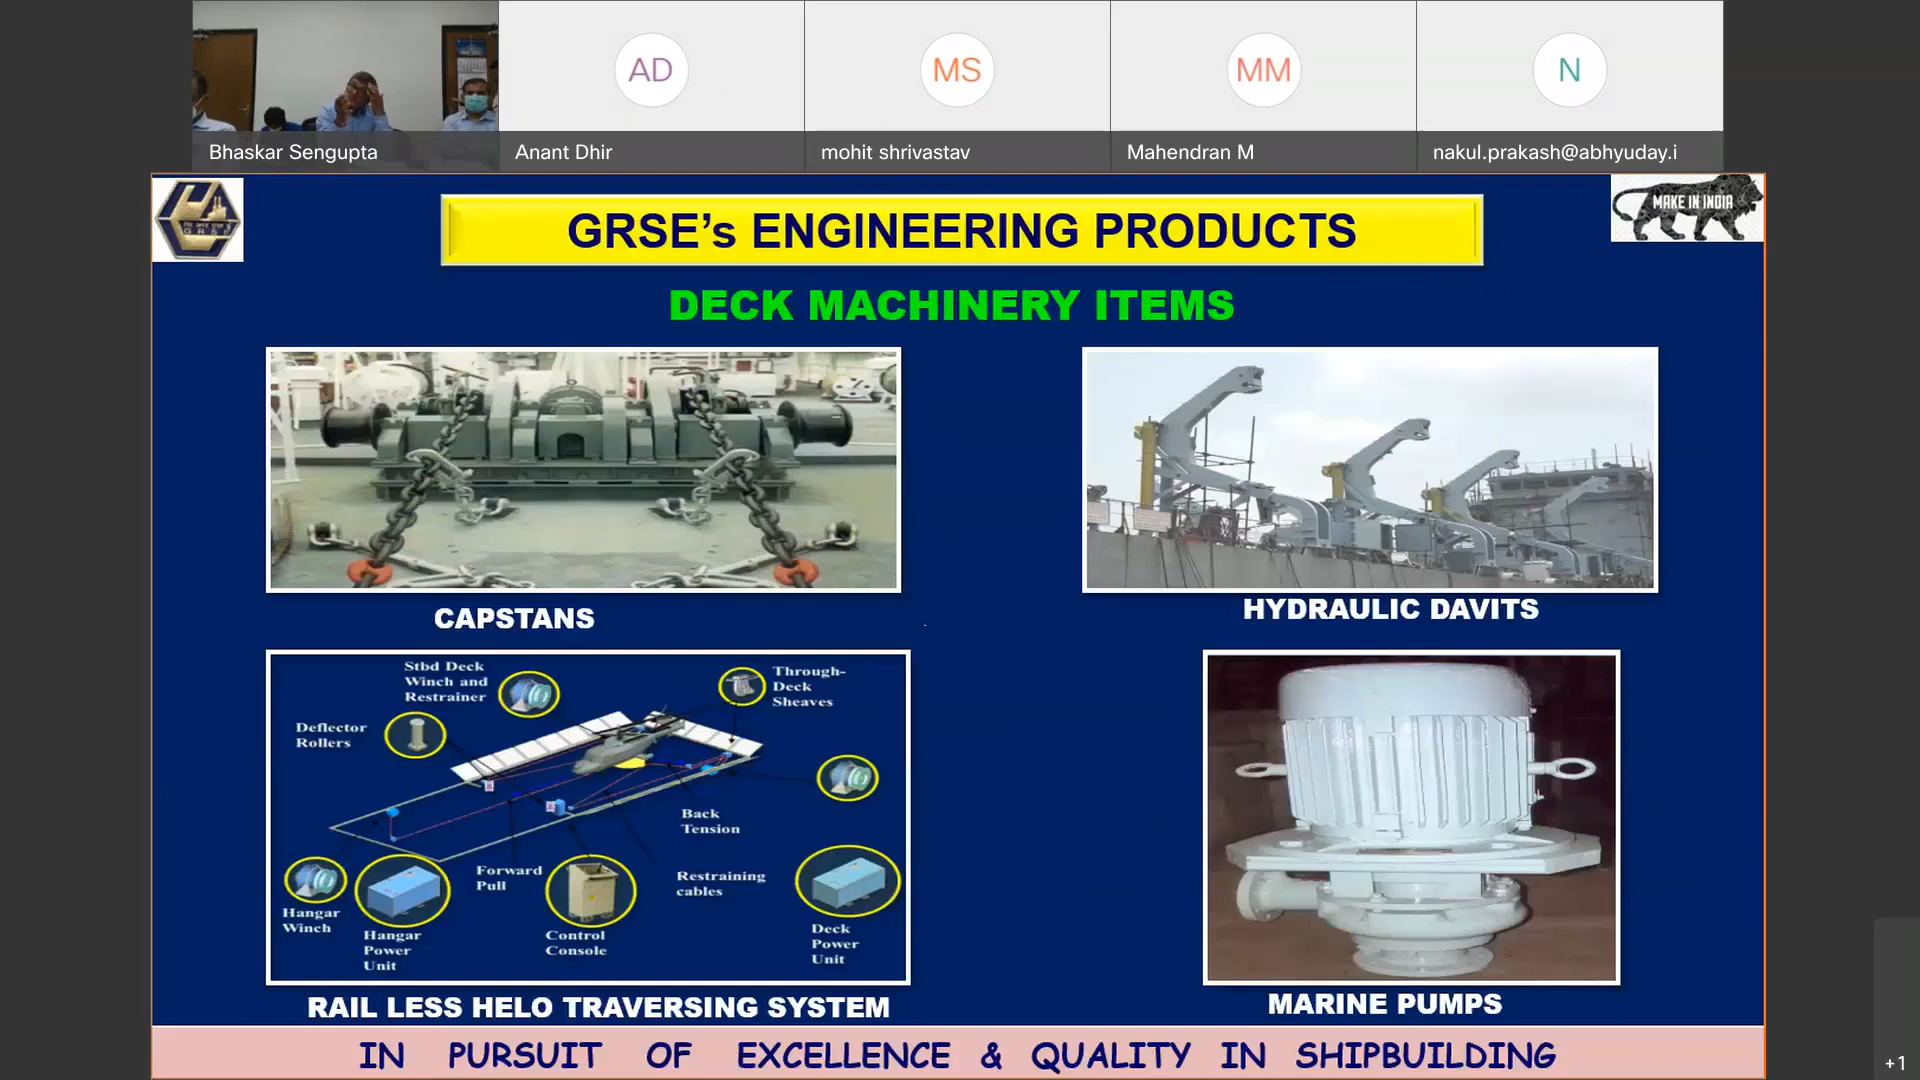 AD
MS
MM
N
Bhaskar Sengupta
Anant Dhir
mohit shrivastav
Mahendran M
nakul.prakash@abhyuday.i
GRSE
MAKE IN INDIA
GRSE's ENGINEERING PRODUCTS
DECK MACHINERY ITEMS
CAPSTANS
HYDRAULIC DAVITS
Stbd Deck
Winch and
Restrainer
Through-
Deck
Sheaves
Deflector
Rollers
Back
Tension
Forward
Pull
Restraining
cables
Hangar
Winch
Hangar
Power
Unit
Control
Console
Deck
Power
Unit
RAIL LESS HELO TRAVERSING SYSTEM
MARINE PUMPS
IN PURSUIT OF EXCELLENCE & QUALITY IN SHIPBUILDING
+1